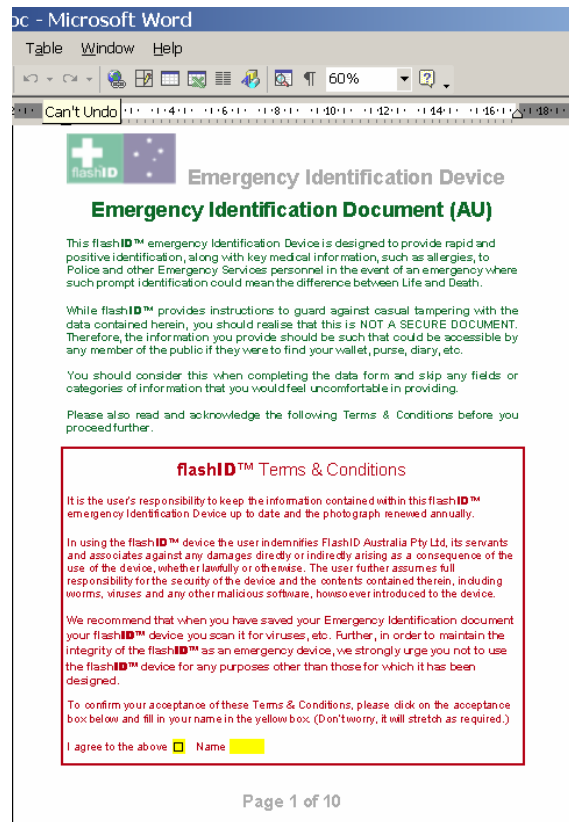 oc - Microsoft Word
Table Window Help
60%
Can't Undo
2 4 6 8 10 12 14 16 18
flashID
Emergency Identification Device
Emergency Identification Document (AU)
This flashID™ emergency Identification Device is designed to provide rapid and
positive identification, along with key medical information, such as allergies, to
Police and other Emergency Services personnel in the event of an emergency where
such prompt identification could mean the difference between Life and Death.
While flashID™ provides instructions to guard against casual tampering with the
data contained herein, you should realise that this is NOT A SECURE DOCUMENT.
Therefore, the information you provide should be such that could be accessible by
any member of the public if they were to find your wallet, purse, diary, etc.
You should consider this when completing the data form and skip any fields or
categories of information that you would feel uncomfortable in providing.
Please also read and acknowledge the following Terms & Conditions before you
proceed further.
flashID™ Terms & Conditions
It is the user's responsibility to keep the information contained within this flashID™
emergency Identification Device up to date and the photograph renewed annually.
In using the flashID™ device the user indemnifies FlashID Australia Pty Ltd, its servants
and associates against any damages directly or indirectly arising as a consequence of the
use of the device, whether lawfully or otherwise. The user further assumes full
responsibility for the security of the device and the contents contained therein, including
worms, viruses and any other malicious software, howsoever introduced to the device.
We recommend that when you have saved your Emergency Identification document
your flashID™ device you scan it for viruses, etc. Further, in order to maintain the
integrity of the flashID™ as an emergency device, we strongly urge you not to use
the flashID™ device for any purposes other than those for which it has been
designed.
To confirm your acceptance of these Terms & Conditions, please click on the acceptance
box below and fill in your name in the yellow box. (Don't worry, it will stretch as required.)
I agree to the above Name
Page 1 of 10